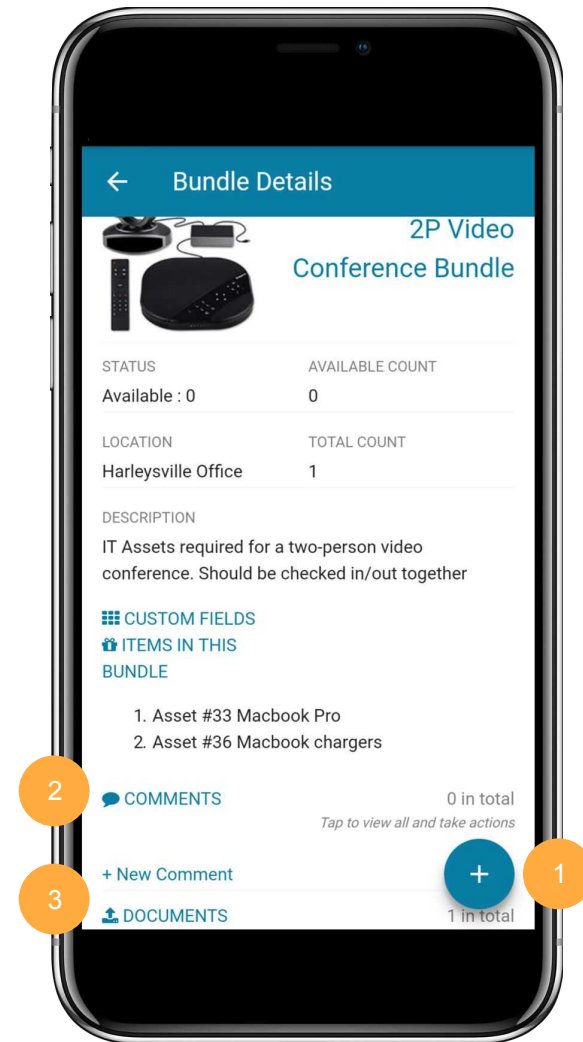 Bundle Details
2P Video
Conference Bundle
STATUS
AVAILABLE COUNT
Available : 0
0
LOCATION
TOTAL COUNT
Harleysville Office
1
DESCRIPTION
IT Assets required for a two-person video
conference. Should be checked in/out together
CUSTOM FIELDS
ITEMS IN THIS
BUNDLE
1. Asset #33 Macbook Pro
2. Asset #36 Macbook chargers
2
COMMENTS
0 in total
Tap to view all and take actions
+ New Comment
+
1
3
DOCUMENTS
1 in total